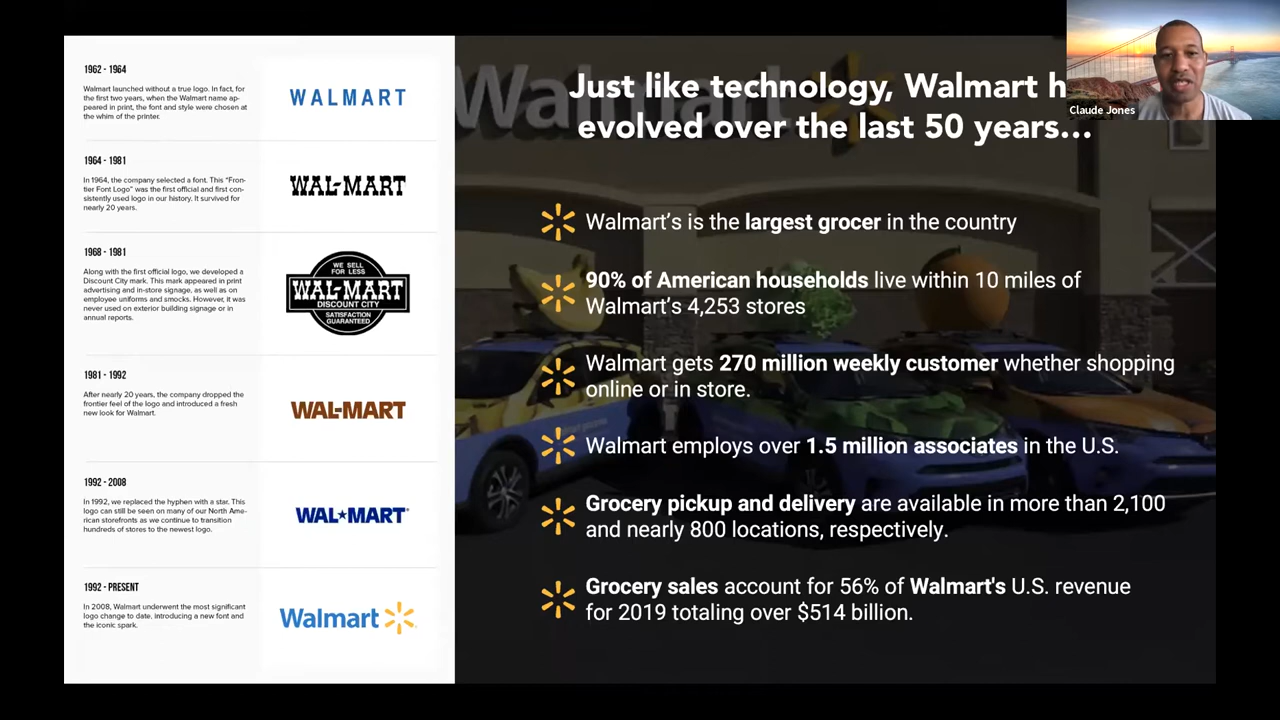 1962 - 1964
Walmart launched without a true logo. In fact, for
the first two years, when the Walmart name ap-
peared in print, the font and style were chosen at
the whim of the printer.
WALMART
1964 - 1981
In 1964, the company selected a font. This “Fron-
tier Font Logo” was the first official and first con-
sistently used logo in our history. It survived for
nearly 20 years.
WAL-MART
1968 - 1981
Along with the first official logo, we developed a
Discount City mark. This mark appeared in print
advertising and in-store signage, as well as on
employee uniforms and smocks. However, it was
never used on exterior building signage or in
annual reports.
WE SELL
FOR LESS
WAL-MART
DISCOUNT CITY
SATISFACTION
GUARANTEED
1981 - 1992
After nearly 20 years, the company dropped the
frontier feel of the logo and introduced a fresh
new look for Walmart.
WAL-MART
1992 - 2008
In 1992, we replaced the hyphen with a star. This
logo can still be seen on many of our North Ame-
rican storefronts as we continue to transition
hundreds of stores to the newest logo.
WAL★MART®
1992 - PRESENT
In 2008, Walmart underwent the most significant
logo change to date, introducing a new font and
the iconic spark.
Walmart
Walmart
Just like technology, Walmart h
evolved over the last 50 years...
Walmart’s is the largest grocer in the country
90% of American households live within 10 miles of
Walmart’s 4,253 stores
Walmart gets 270 million weekly customer whether shopping
online or in store.
Walmart employs over 1.5 million associates in the U.S.
Grocery pickup and delivery are available in more than 2,100
and nearly 800 locations, respectively.
Grocery sales account for 56% of Walmart's U.S. revenue
for 2019 totaling over $514 billion.
Claude Jones